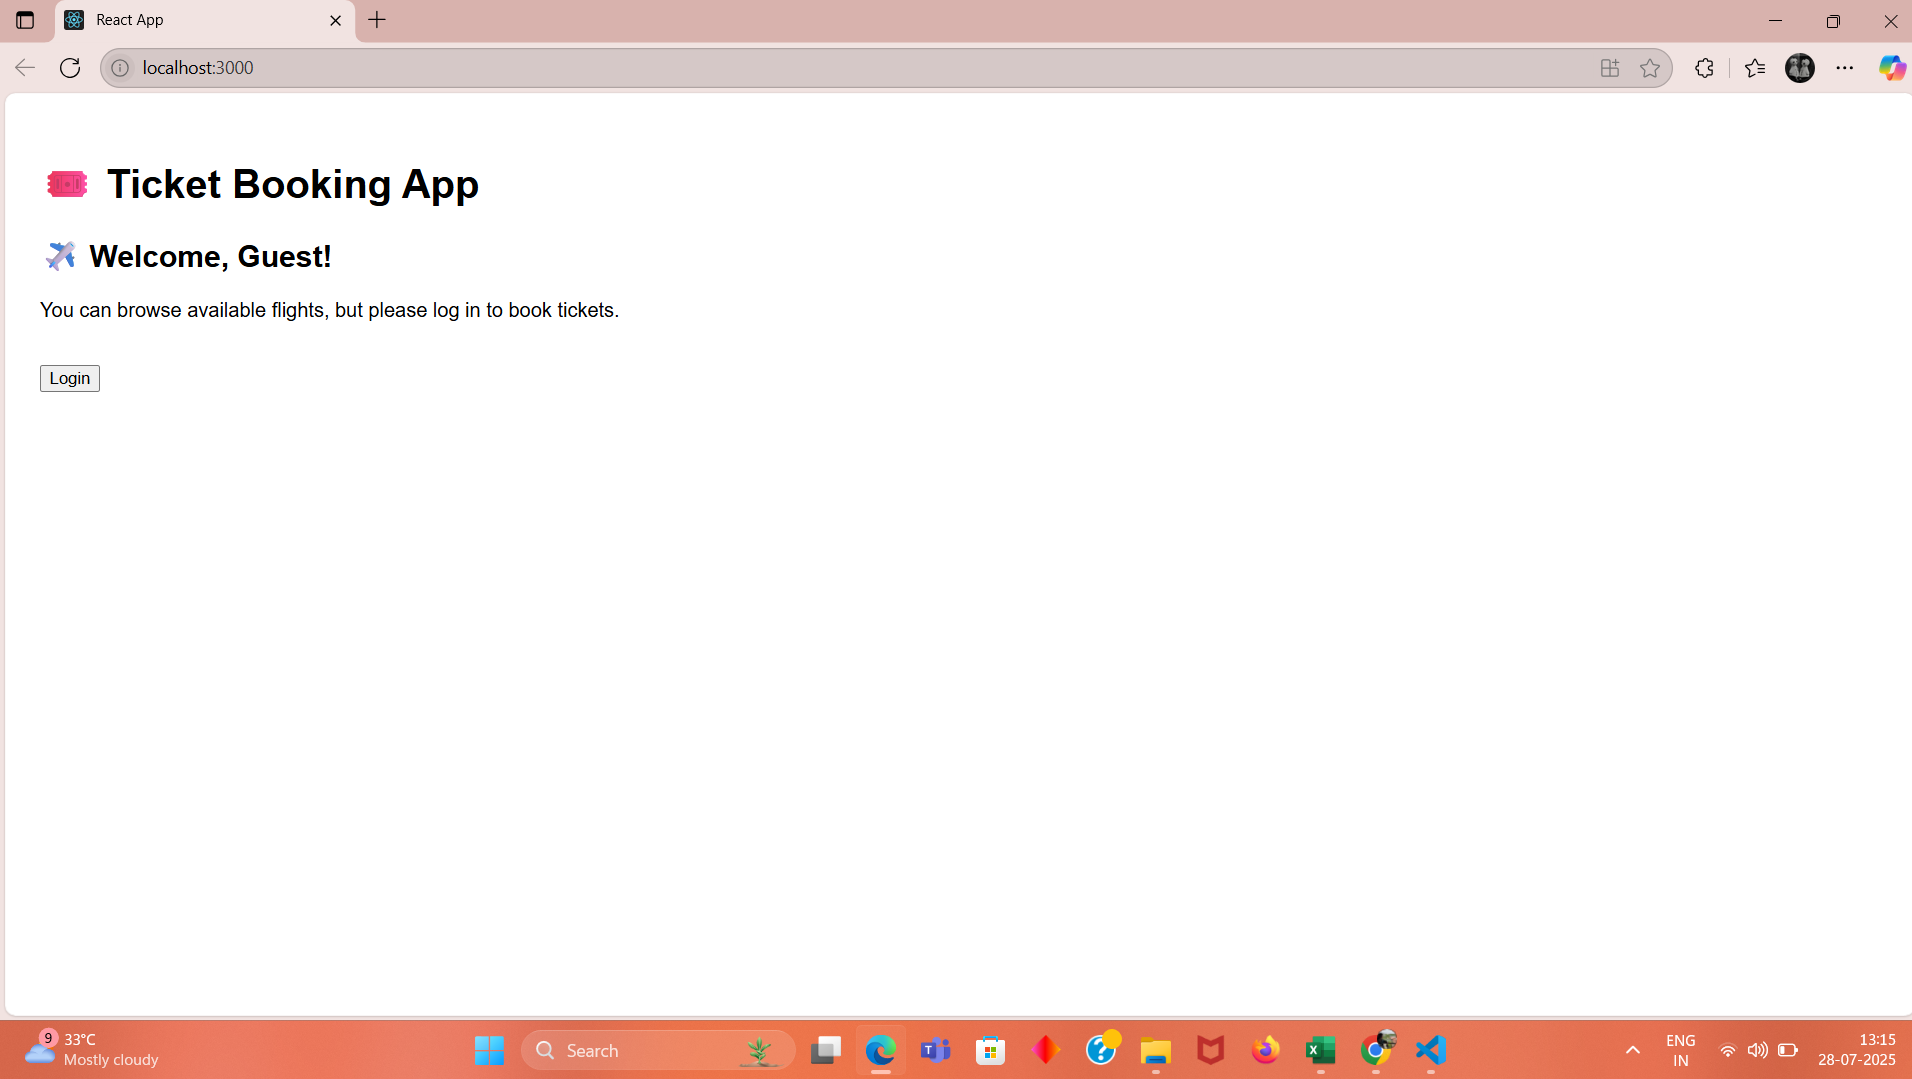 React App
localhost:3000
Ticket Booking App
Welcome, Guest!
You can browse available flights, but please log in to book tickets.
Login
9
33°C
Mostly cloudy
Search
ENG
IN
13:15
28-07-2025